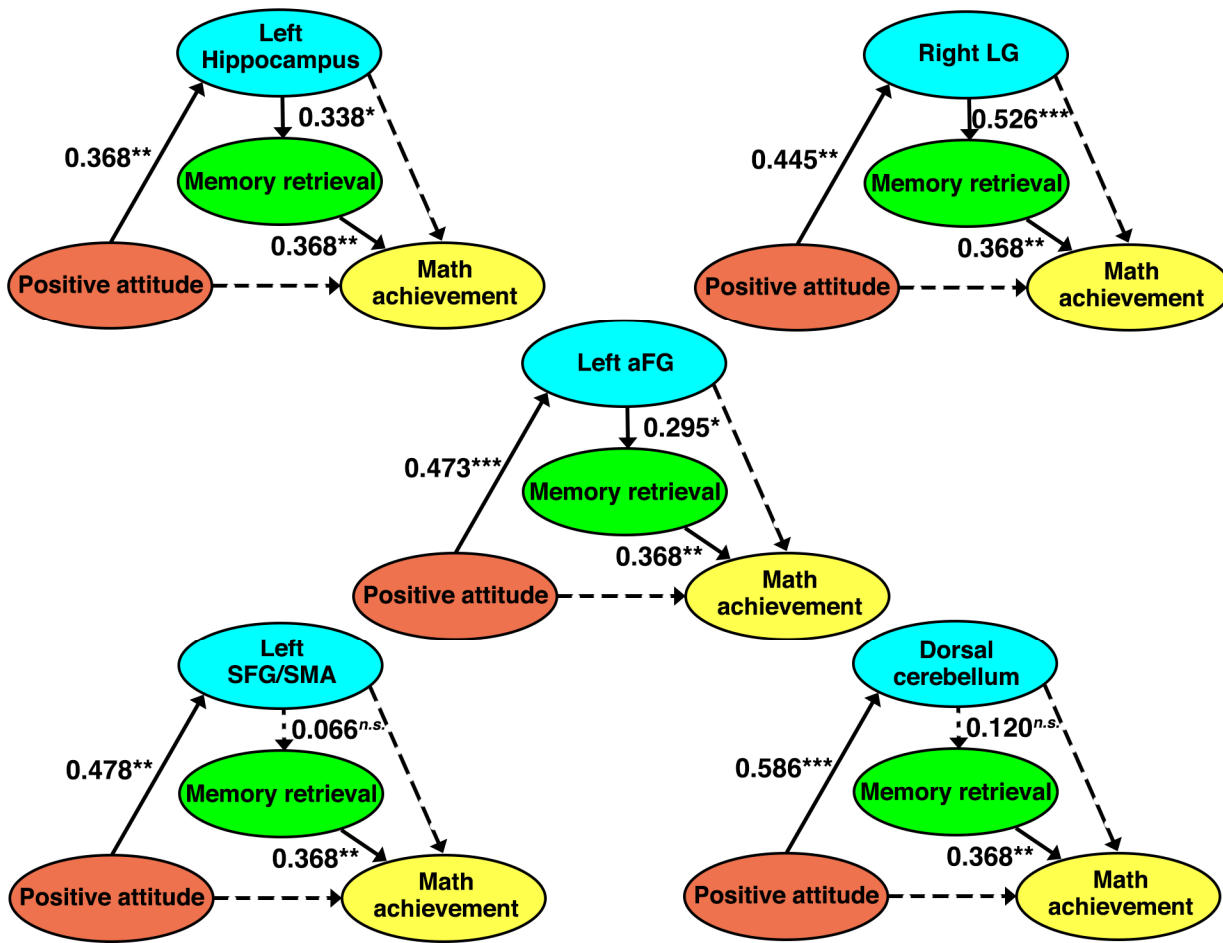 Left
Hippocampus
0.338*
0.368**
Memory retrieval
0.368**
Positive attitude
Math
achievement
Right LG
0.526***
0.445**
Memory retrieval
0.368**
Positive attitude
Math
achievement
Left aFG
0.295*
0.473***
Memory retrieval
0.368**
Positive attitude
Math
achievement
Left
SFG/SMA
0.066n.s.
0.478**
Memory retrieval
0.368**
Positive attitude
Math
achievement
Dorsal
cerebellum
0.120n.s.
0.586***
Memory retrieval
0.368**
Positive attitude
Math
achievement